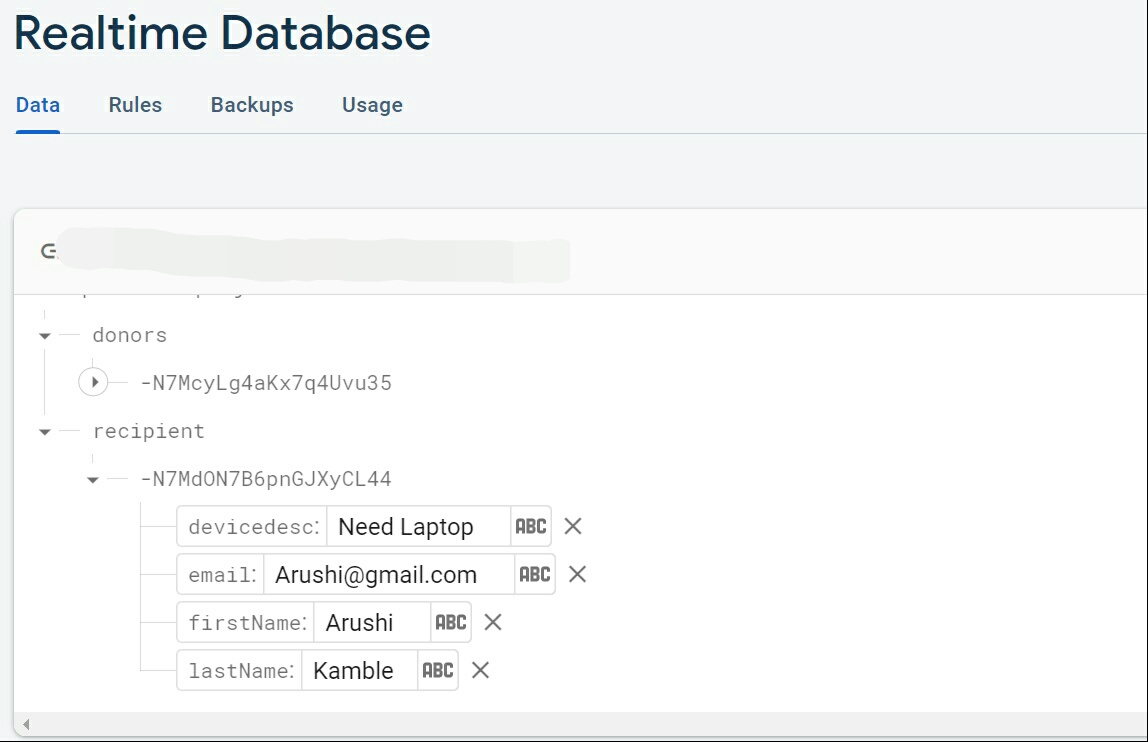 Realtime Database
Data Rules Backups Usage
donors
-N7McyLg4aKx7q4Uvu35
recipient
-N7MdON7B6pnGJXyCL44
devicedesc: Need Laptop ABC
email: Arushi@gmail.com ABC
firstName: Arushi ABC
lastName: Kamble ABC